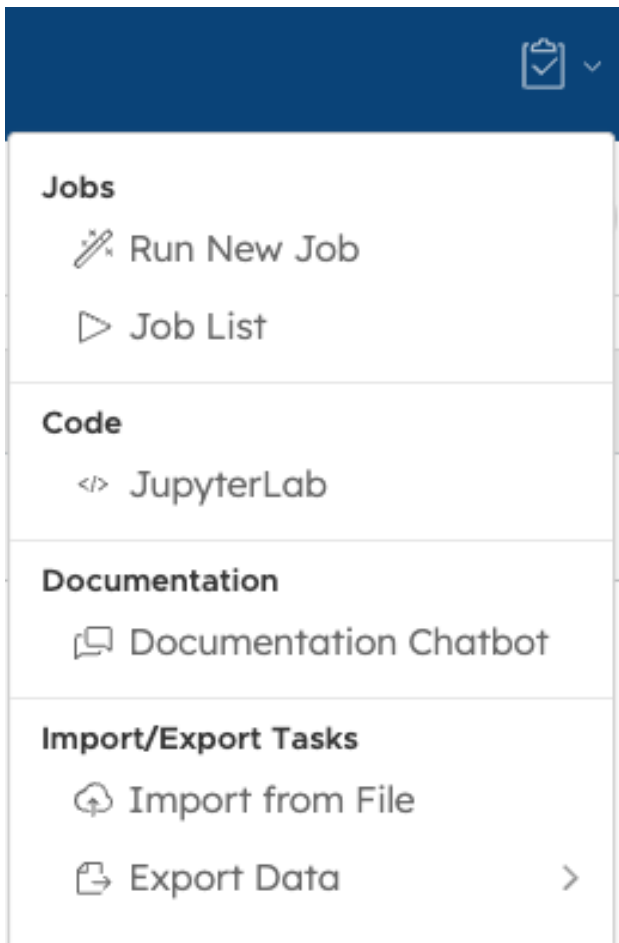 Jobs
Run New Job
Job List
Code
JupyterLab
Documentation
Documentation Chatbot
Import/Export Tasks
Import from File
Export Data